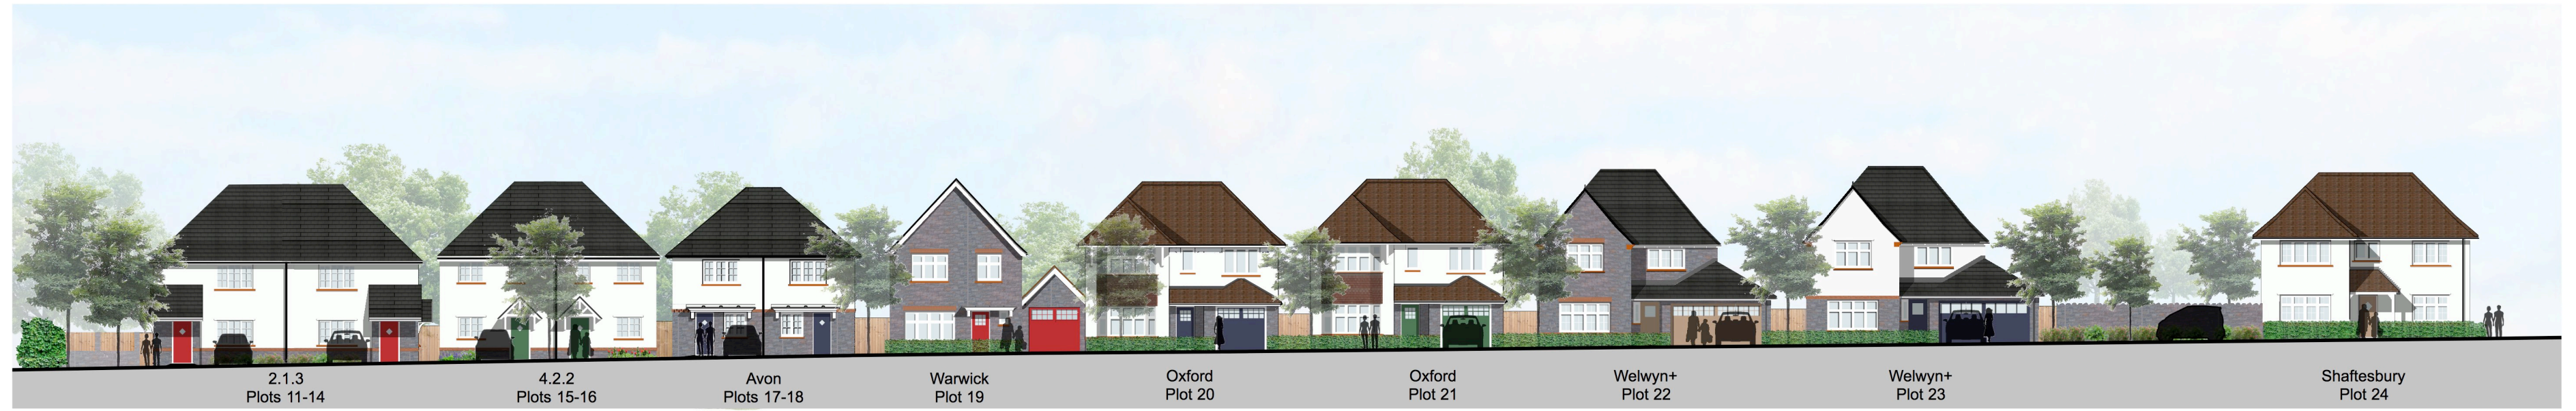 2.1.3
Plots 11-14
4.2.2
Plots 15-16
Avon
Plots 17-18
Warwick
Plot 19
Oxford
Plot 20
Oxford
Plot 21
Welwyn+
Plot 22
Welwyn+
Plot 23
Shaftesbury
Plot 24